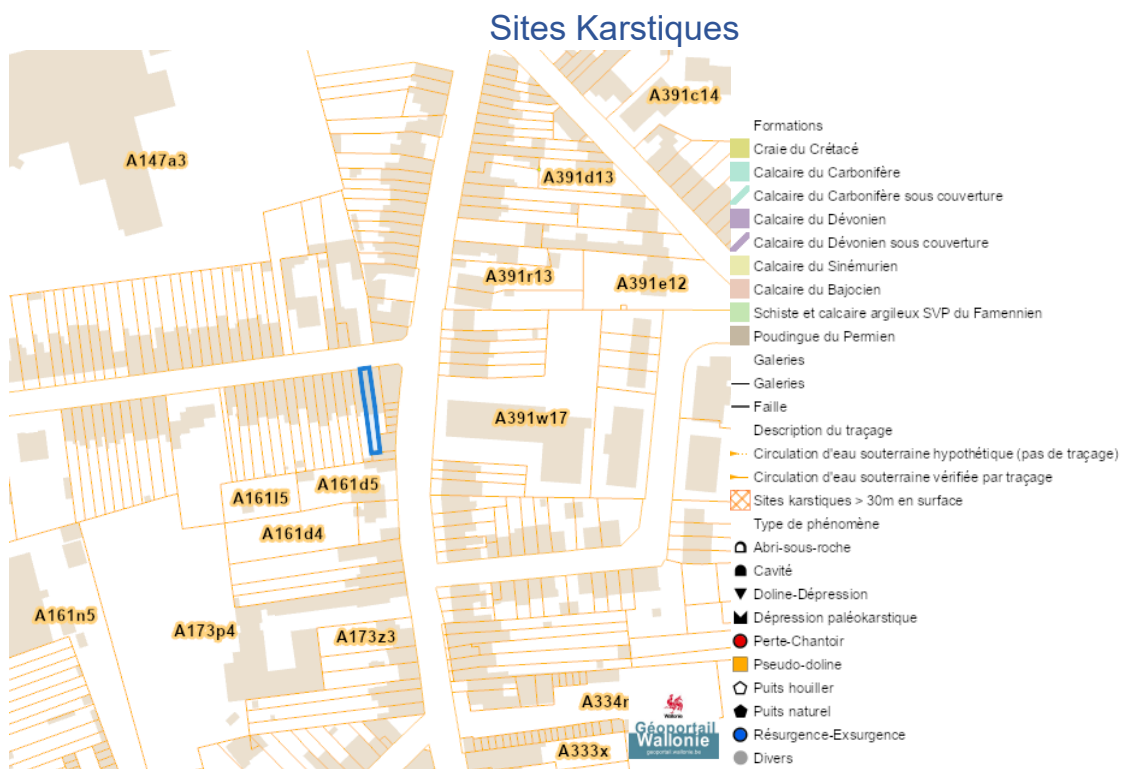 Sites Karstiques
A391c14
A147a3
A391d13
A391r13
A391e12
A391w17
A161l5
A161d5
A161d4
A161n5
A173p4
A173z3
A334r
A333x
Wallonie
Géoportail
Wallonie
geoportail.wallonie.be
Formations
Craie du Crétacé
Calcaire du Carbonifère
Calcaire du Carbonifère sous couverture
Calcaire du Dévonien
Calcaire du Dévonien sous couverture
Calcaire du Sinémurien
Calcaire du Bajocien
Schiste et calcaire argileux SVP du Famennien
Poudingue du Permien
Galeries
Galeries
Faille
Description du traçage
Circulation d'eau souterraine hypothétique (pas de traçage)
Circulation d'eau souterraine vérifiée par traçage
Sites karstiques > 30m en surface
Type de phénomène
Abri-sous-roche
Cavité
Doline-Dépression
Dépression paléokarstique
Perte-Chantoir
Pseudo-doline
Puits houiller
Puits naturel
Résurgence-Exsurgence
Divers